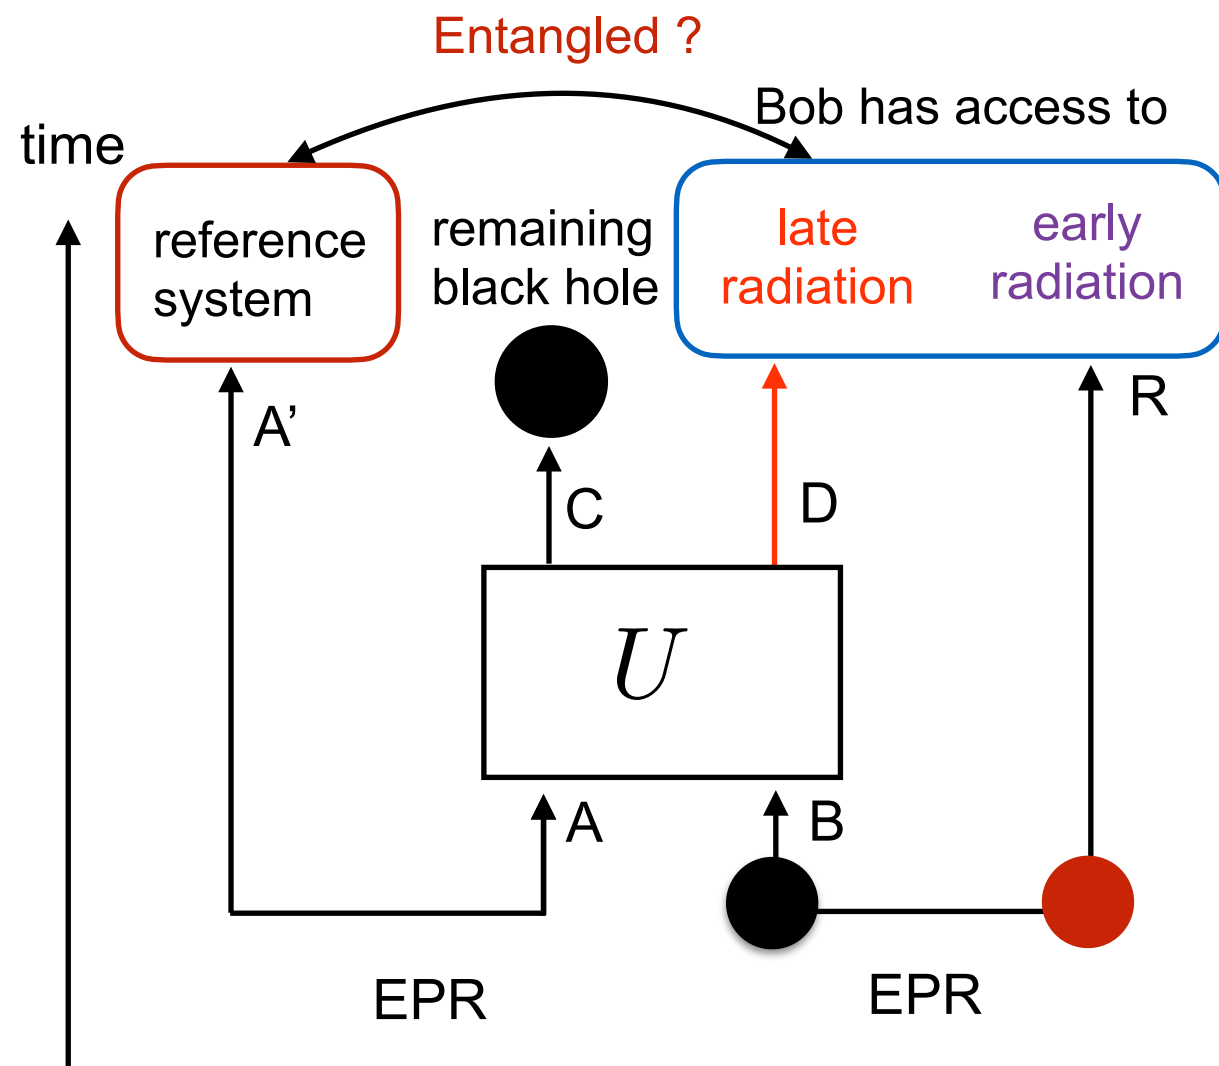 Entangled ?
Bob has access to
time
reference
system
remaining
black hole
late
radiation
early
radiation
A’
R
C
D
U
A
B
EPR
EPR